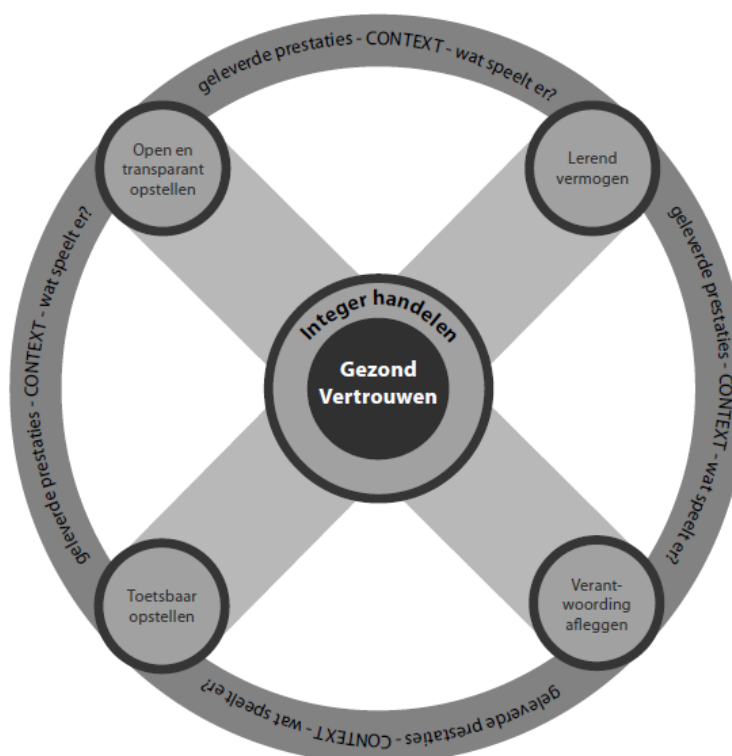 geleverde prestaties - CONTEXT - wat speelt er?
Open en
transparant
opstellen
Lerend
vermogen
geleverde prestaties - CONTEXT - wat speelt er?
geleverde prestaties - CONTEXT - wat speelt er?
Integer handelen
Gezond
Vertrouwen
Toetsbaar
opstellen
Verant-
woording
afleggen
geleverde prestaties - CONTEXT - wat speelt er?